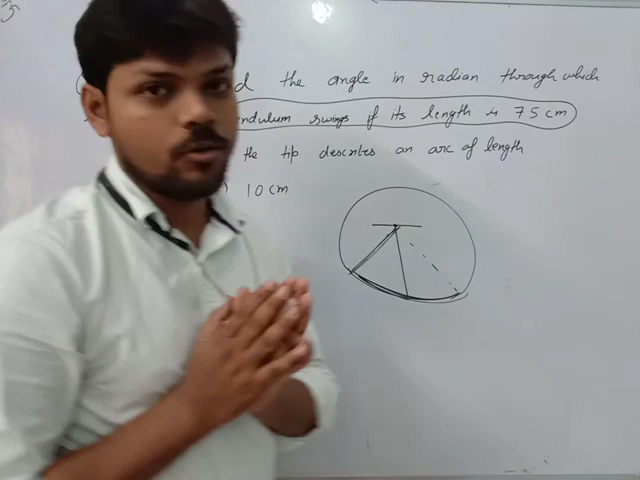 the angle in radian through which
swings if its length is 75 cm
the tip describes an arc of length
10 cm